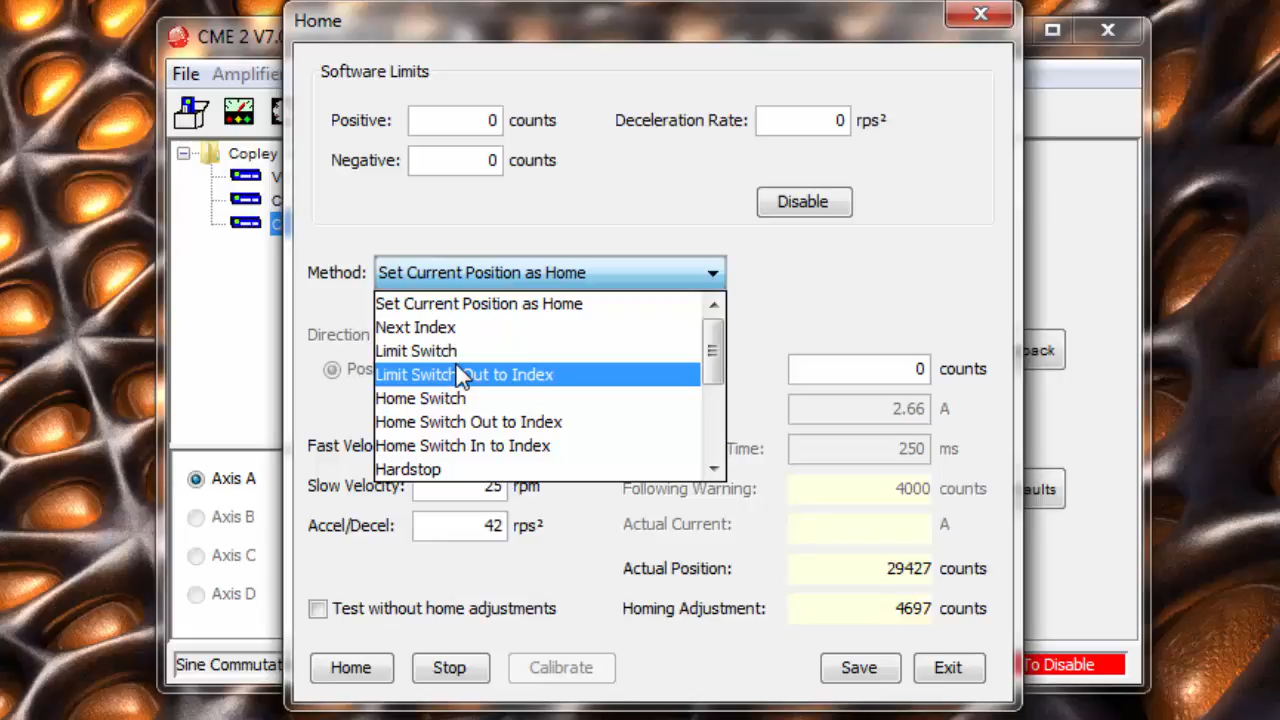 Home
CME 2 V7.0
File Amplifie
Software Limits
Positive: 0 counts Deceleration Rate: 0 rps²
Negative: 0 counts
Disable
Copley
V
C
C
Method: Set Current Position as Home
Set Current Position as Home
Next Index
Limit Switch
Limit Switch Out to Index
Home Switch
Home Switch Out to Index
Home Switch In to Index
Hardstop
Direction
Pos
0 counts
2.66 A
Fast Velo
Time: 250 ms
Slow Velocity: 25 rpm
Following Warning: 4000 counts
Accel/Decel: 42 rps²
Actual Current: A
Actual Position: 29427 counts
Test without home adjustments
Homing Adjustment: 4697 counts
Home Stop Calibrate Save Exit
Axis A
Axis B
Axis C
Axis D
Sine Commutat
back
aults
To Disable